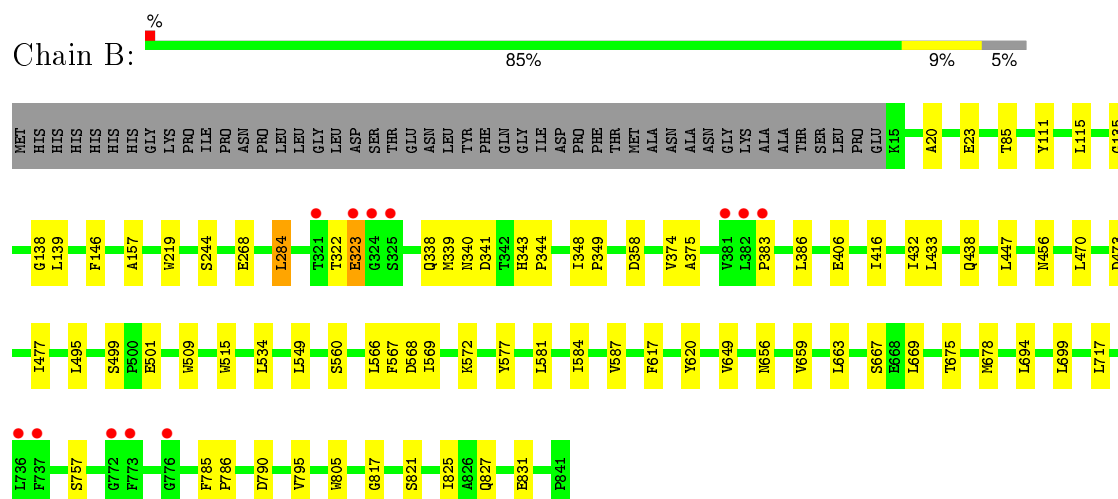 %
Chain B:
85% 9% 5%
MET HIS HIS HIS HIS HIS HIS GLY LYS PRO ILE PRO ASN PRO LEU LEU GLY LEU ASP SER THR GLU ASN LEU TYR PHE GLN GLY ILE ASP PRO PHE THR MET ALA ASN ALA ASN GLY LYS ALA ALA THR SER LEU PRO GLU K15 A20 E23 T85 Y111 L115
G138 L139 F146 A157 W219 S244 E268 L284 T321 T322 E323 G324 S325 Q338 M339 N340 D341 T342 H343 P344 I348 P349 D358 V374 A375 V381 L382 P383 L386 E406 I416 I432 L433 Q438 L447 N456 L470
I477 L495 S499 P500 E501 W509 W515 L534 L549 S560 L566 F567 D568 I569 K572 Y577 L581 I584 V587 F617 Y620 V649 N656 V659 L663 S667 E668 L669 T675 M678 L694 L699 L717
L736 F737 S757 G772 F773 G776 F785 P786 D790 V795 W805 G817 S821 I825 A826 Q827 E831 P841